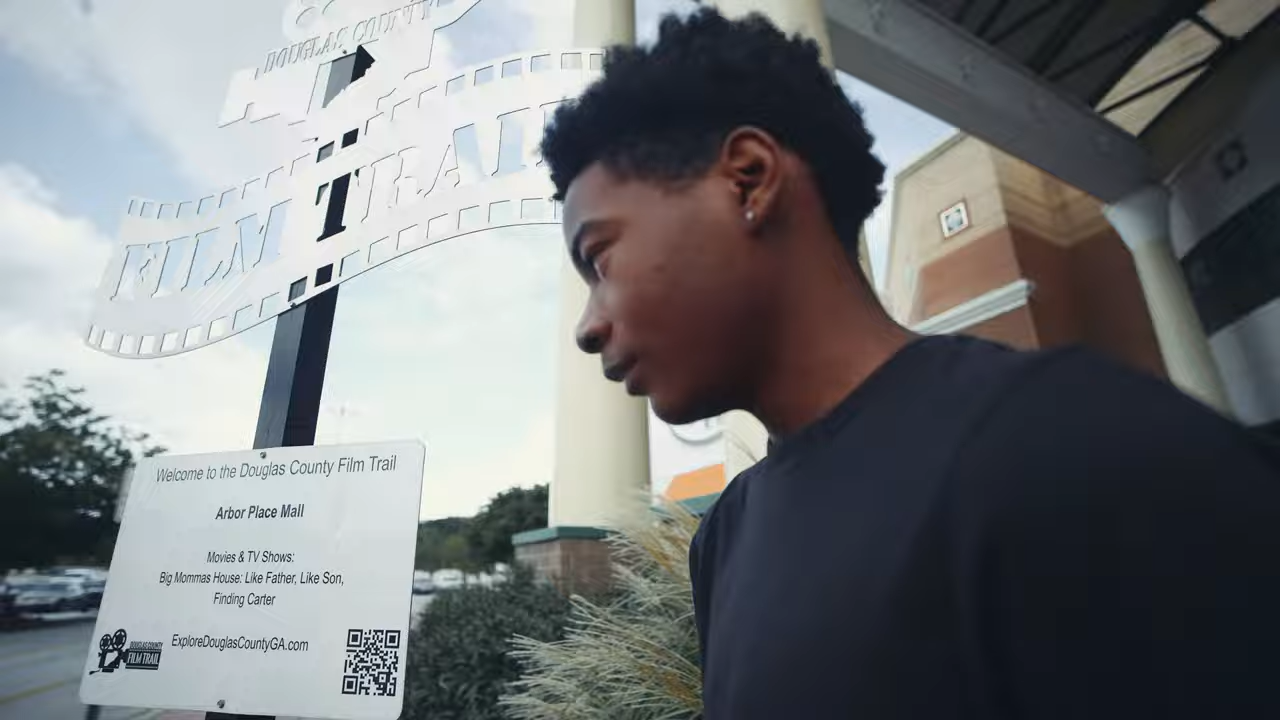 DOUGLAS COUNTY
FILM TRAIL
Welcome to the Douglas County Film Trail
Arbor Place Mall
Movies & TV Shows:
Big Mommas House: Like Father, Like Son,
Finding Carter
ExploreDouglasCountyGA.com
DOUGLAS COUNTY
FILM TRAIL